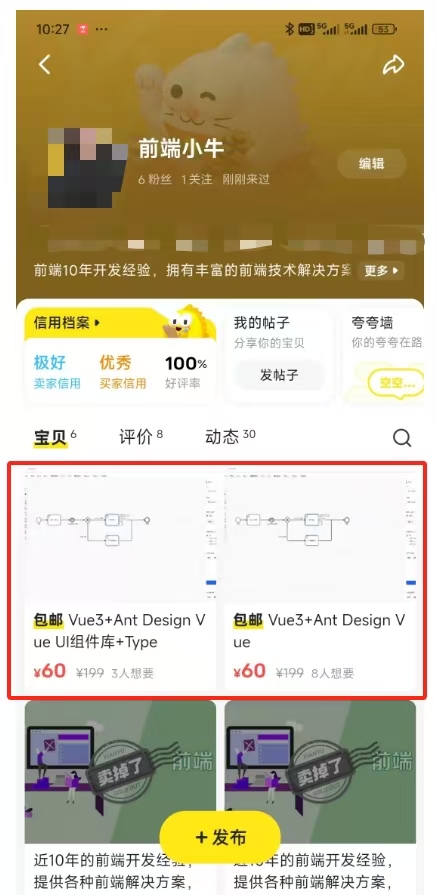 10:27
5G
5G
53
前端小牛
编辑
6 粉丝 1 关注 刚刚来过
前端10年开发经验，拥有丰富的前端技术解决方案
更多
信用档案
极好
优秀
100%
卖家信用
买家信用
好评率
我的帖子
分享你的宝贝
发帖子
夸夸墙
你的夸夸在路
空空...
宝贝 6
评价 8
动态 30
包邮 Vue3+Ant Design V
ue UI组件库+Type
¥60 ¥199 3人想要
包邮 Vue3+Ant Design V
ue
¥60 ¥199 8人想要
XIANYU
卖掉了
前端
XIANYU
卖掉了
前端
+发布
近10年的前端开发经验，
提供各种前端解决方案、
近10年的前端开发经验，
提供各种前端解决方案、